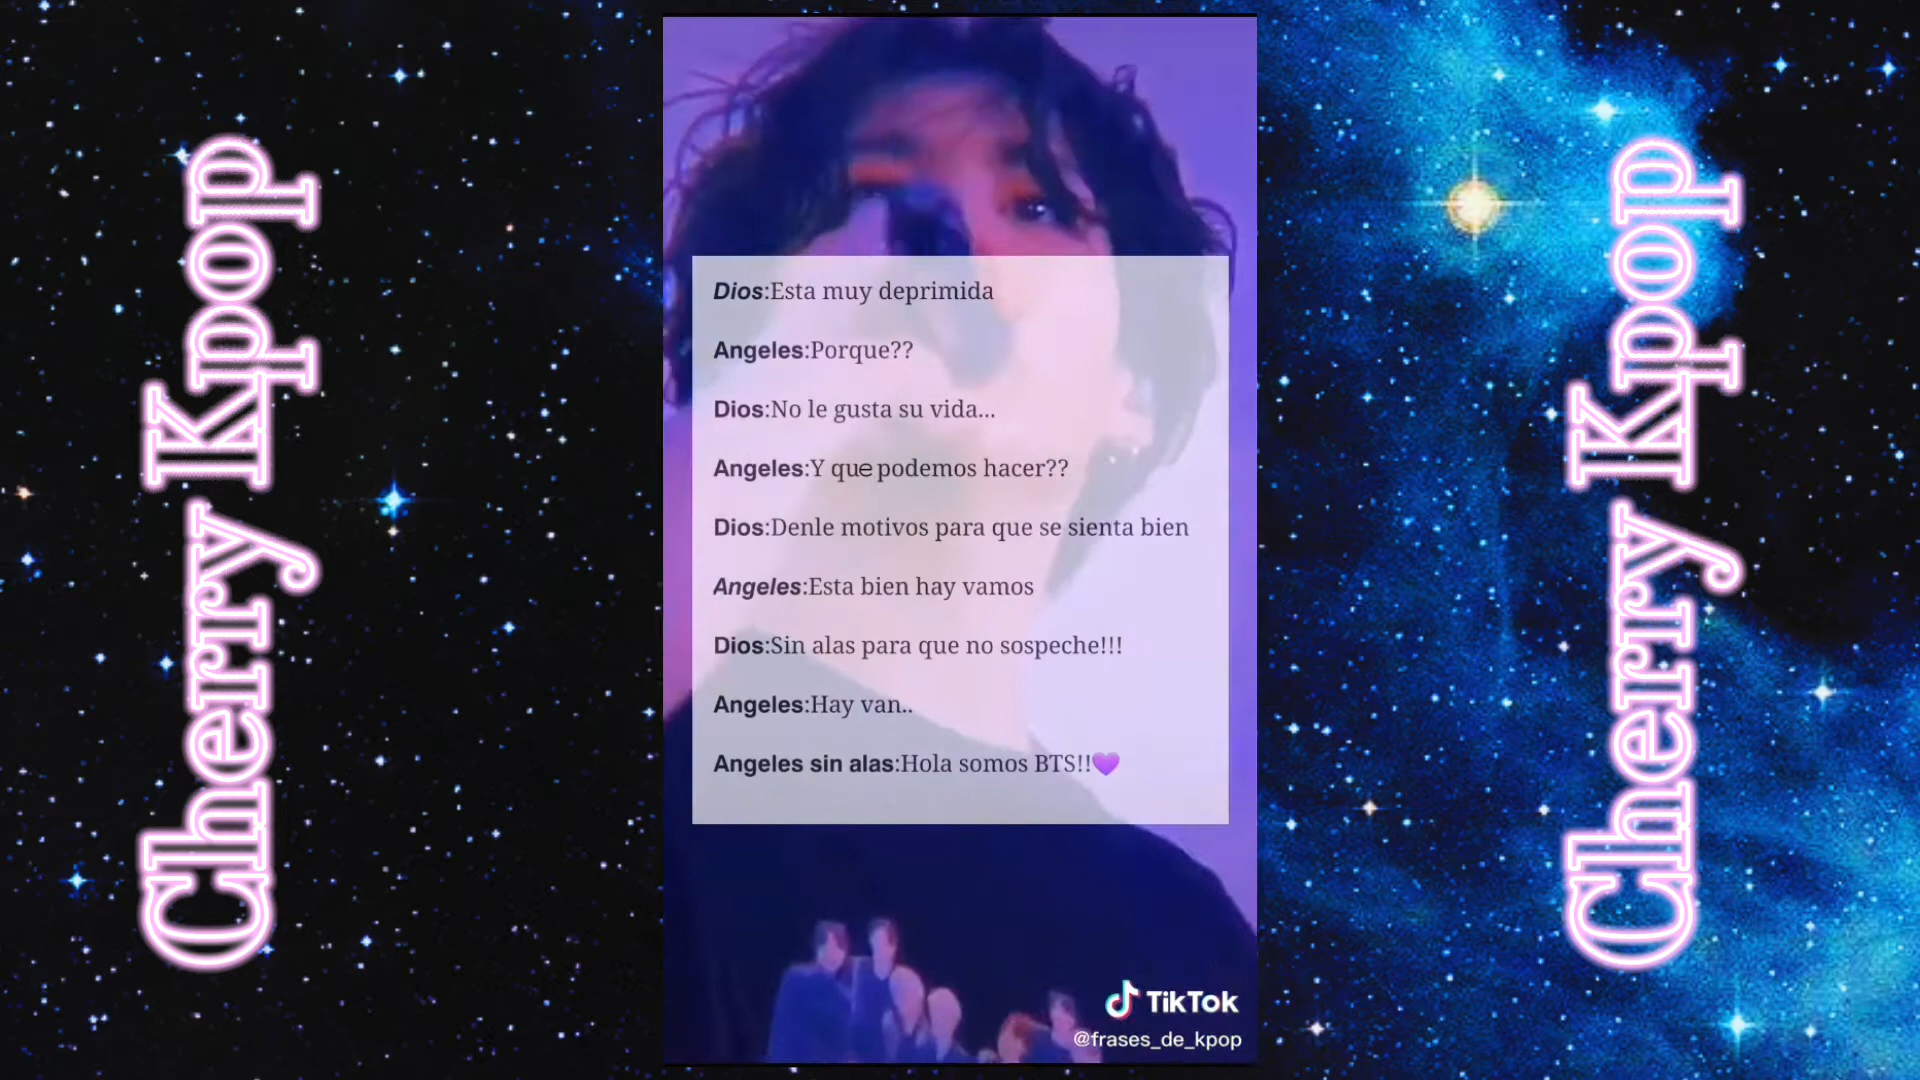 Cherry Kpop
Dios:Esta muy deprimida
Angeles:Porque??
Dios:No le gusta su vida...
Angeles:Y que podemos hacer??
Dios:Denle motivos para que se sienta bien
Angeles:Esta bien hay vamos
Dios:Sin alas para que no sospeche!!!
Angeles:Hay van..
Angeles sin alas:Hola somos BTS!!💜
TikTok
@frases_de_kpop
Cherry Kpop